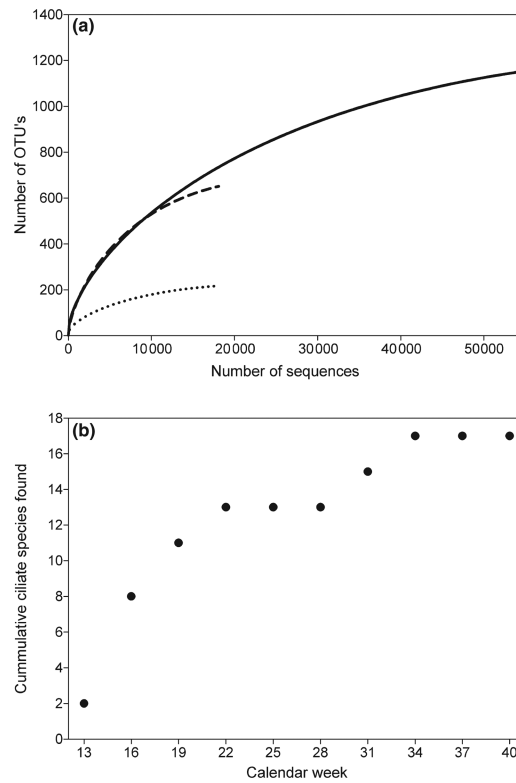 (a)
1400
1200
1000
800
600
400
200
0
Number of OTU's
0 10000 20000 30000 40000 50000
Number of sequences
(b)
18
16
14
12
10
8
6
4
2
0
Cummulative ciliate species found
13 16 19 22 25 28 31 34 37 40
Calendar week